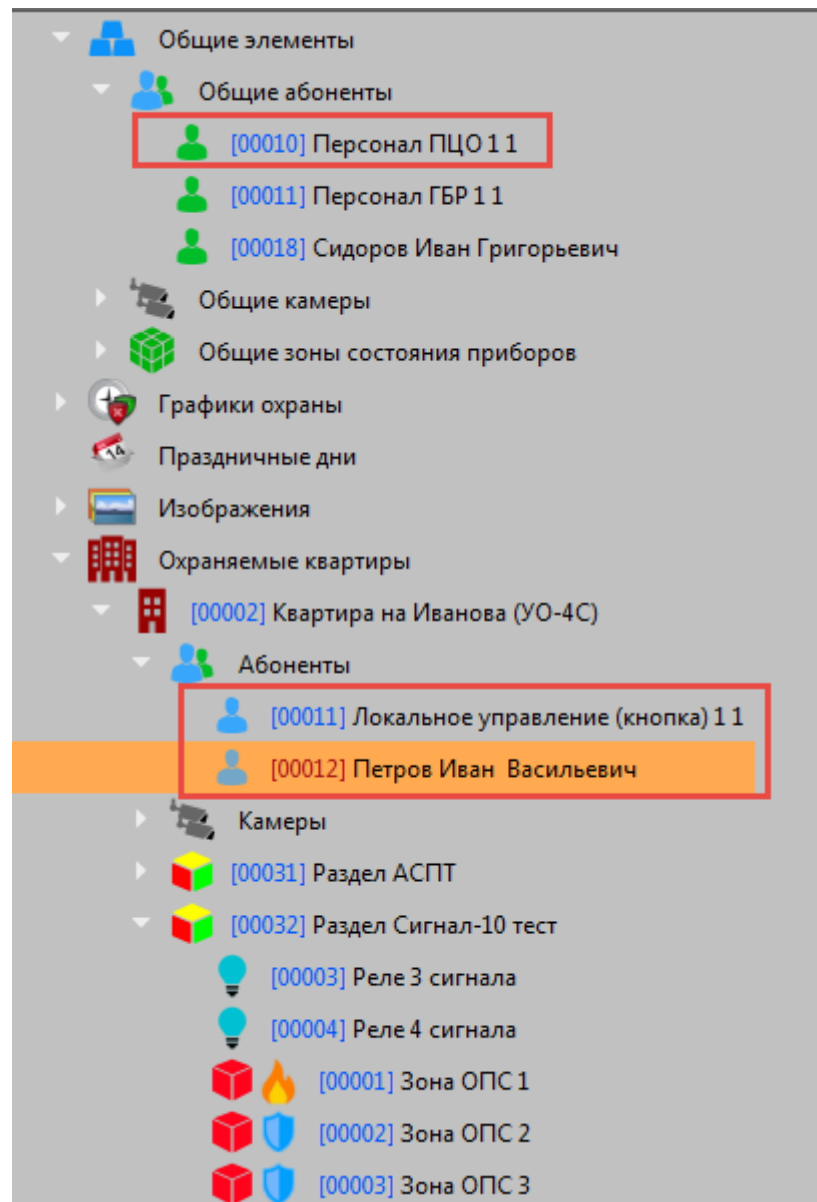 Общие элементы
Общие абоненты
[00010] Персонал ПЦО 1 1
[00011] Персонал ГБР 1 1
[00018] Сидоров Иван Григорьевич
Общие камеры
Общие зоны состояния приборов
Графики охраны
Праздничные дни
Изображения
Охраняемые квартиры
[00002] Квартира на Иванова (УО-4С)
Абоненты
[00011] Локальное управление (кнопка) 1 1
[00012] Петров Иван  Васильевич
Камеры
[00031] Раздел АСПТ
[00032] Раздел Сигнал-10 тест
[00003] Реле 3 сигнала
[00004] Реле 4 сигнала
[00001] Зона ОПС 1
[00002] Зона ОПС 2
[00003] Зона ОПС 3